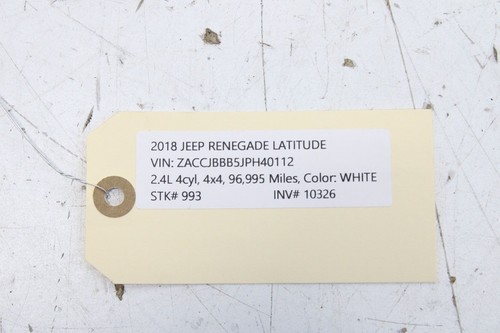 2018 JEEP RENEGADE LATITUDE
VIN: ZACCJBBB5JPH40112
2.4L 4cyl, 4x4, 96,995 Miles, Color: WHITE
STK# 993 INV# 10326